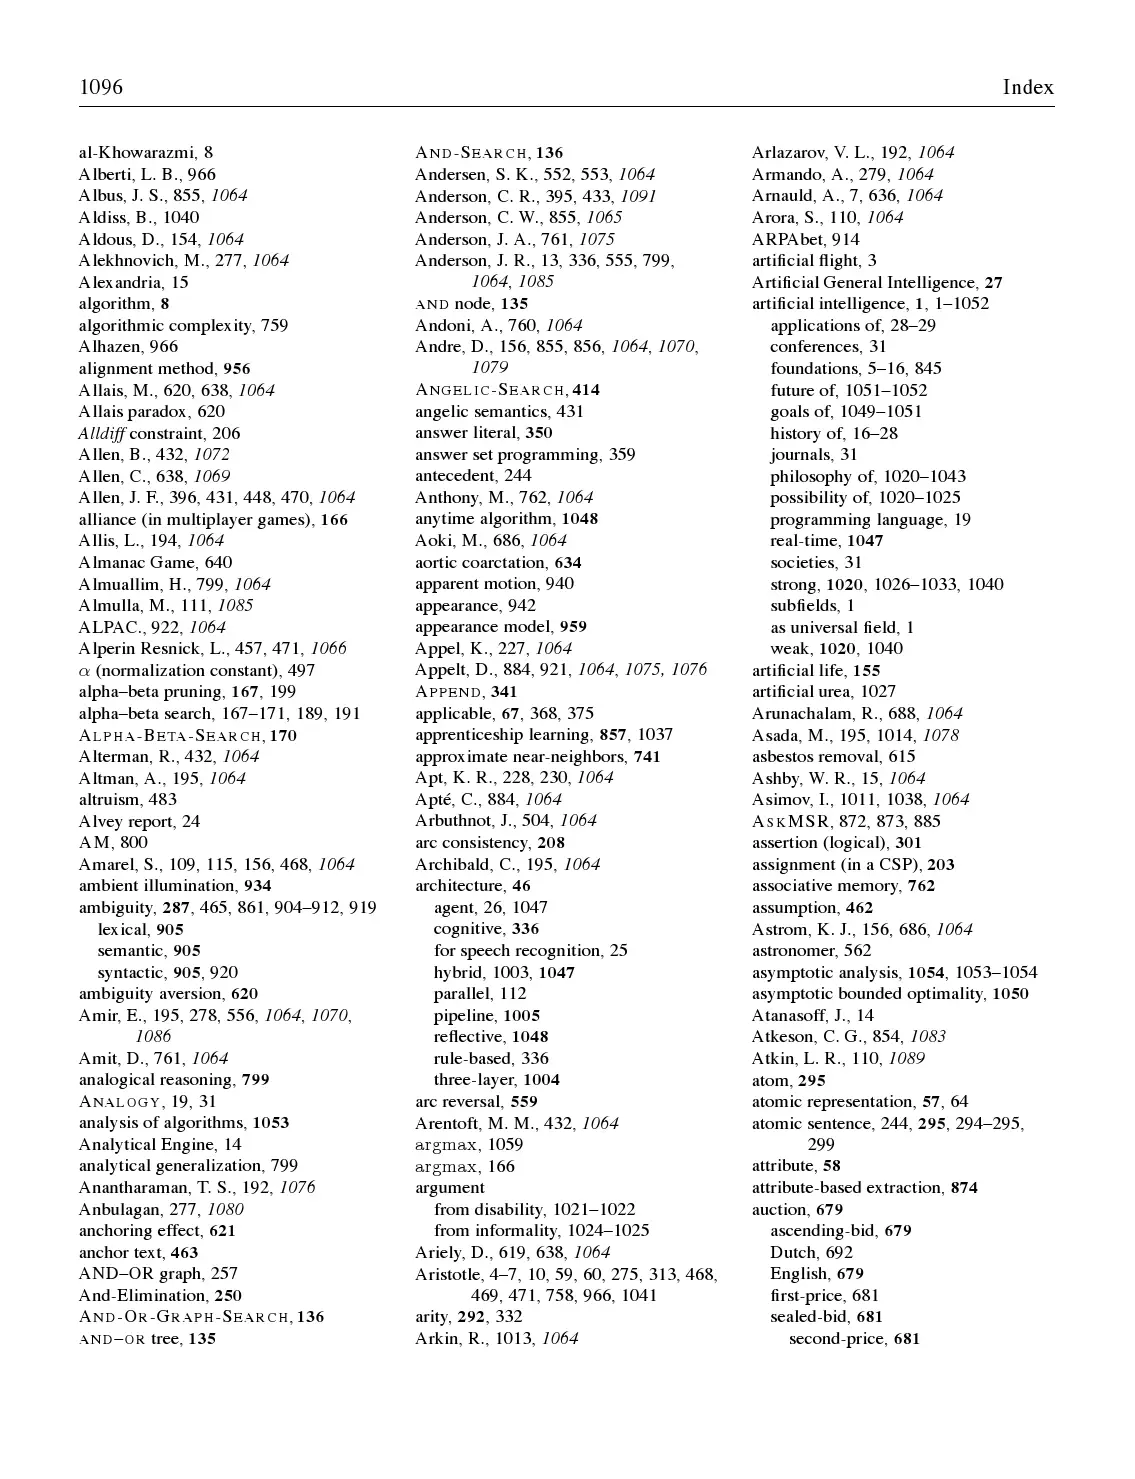 1096
Index
al-Khowarazmi, 8
Alberti, L. B., 966
Albus, J. S., 855, 1064
Aldiss, B., 1040
Aldous, D., 154, 1064
Alekhnovich, M., 277, 1064
Alexandria, 15
algorithm, 8
algorithmic complexity, 759
Alhazen, 966
alignment method, 956
Allais, M., 620, 638, 1064
Allais paradox, 620
Alldiff constraint, 206
Allen, B., 432, 1072
Allen, C., 638, 1069
Allen, J. F., 396, 431, 448, 470, 1064
alliance (in multiplayer games), 166
Allis, L., 194, 1064
Almanac Game, 640
Almuallim, H., 799, 1064
Almulla, M., 111, 1085
ALPAC., 922, 1064
Alperin Resnick, L., 457, 471, 1066
α (normalization constant), 497
alpha–beta pruning, 167, 199
alpha–beta search, 167–171, 189, 191
ALPHA-BETA-SEARCH, 170
Alterman, R., 432, 1064
Altman, A., 195, 1064
altruism, 483
Alvey report, 24
AM, 800
Amarel, S., 109, 115, 156, 468, 1064
ambient illumination, 934
ambiguity, 287, 465, 861, 904–912, 919
lexical, 905
semantic, 905
syntactic, 905, 920
ambiguity aversion, 620
Amir, E., 195, 278, 556, 1064, 1070,
1086
Amit, D., 761, 1064
analogical reasoning, 799
ANALOGY, 19, 31
analysis of algorithms, 1053
Analytical Engine, 14
analytical generalization, 799
Anantharaman, T. S., 192, 1076
Anbulagan, 277, 1080
anchoring effect, 621
anchor text, 463
AND–OR graph, 257
And-Elimination, 250
AND-OR-GRAPH-SEARCH, 136
AND–OR tree, 135
AND-SEARCH, 136
Andersen, S. K., 552, 553, 1064
Anderson, C. R., 395, 433, 1091
Anderson, C. W., 855, 1065
Anderson, J. A., 761, 1075
Anderson, J. R., 13, 336, 555, 799,
1064, 1085
AND node, 135
Andoni, A., 760, 1064
Andre, D., 156, 855, 856, 1064, 1070,
1079
ANGELIC-SEARCH, 414
angelic semantics, 431
answer literal, 350
answer set programming, 359
antecedent, 244
Anthony, M., 762, 1064
anytime algorithm, 1048
Aoki, M., 686, 1064
aortic coarctation, 634
apparent motion, 940
appearance, 942
appearance model, 959
Appel, K., 227, 1064
Appelt, D., 884, 921, 1064, 1075, 1076
APPEND, 341
applicable, 67, 368, 375
apprenticeship learning, 857, 1037
approximate near-neighbors, 741
Apt, K. R., 228, 230, 1064
Apté, C., 884, 1064
Arbuthnot, J., 504, 1064
arc consistency, 208
Archibald, C., 195, 1064
architecture, 46
agent, 26, 1047
cognitive, 336
for speech recognition, 25
hybrid, 1003, 1047
parallel, 112
pipeline, 1005
reflective, 1048
rule-based, 336
three-layer, 1004
arc reversal, 559
Arentoft, M. M., 432, 1064
argmax, 1059
argmax, 166
argument
from disability, 1021–1022
from informality, 1024–1025
Ariely, D., 619, 638, 1064
Aristotle, 4–7, 10, 59, 60, 275, 313, 468,
469, 471, 758, 966, 1041
arity, 292, 332
Arkin, R., 1013, 1064
Arlazarov, V. L., 192, 1064
Armando, A., 279, 1064
Arnauld, A., 7, 636, 1064
Arora, S., 110, 1064
ARPAbet, 914
artificial flight, 3
Artificial General Intelligence, 27
artificial intelligence, 1, 1–1052
applications of, 28–29
conferences, 31
foundations, 5–16, 845
future of, 1051–1052
goals of, 1049–1051
history of, 16–28
journals, 31
philosophy of, 1020–1043
possibility of, 1020–1025
programming language, 19
real-time, 1047
societies, 31
strong, 1020, 1026–1033, 1040
subfields, 1
as universal field, 1
weak, 1020, 1040
artificial life, 155
artificial urea, 1027
Arunachalam, R., 688, 1064
Asada, M., 195, 1014, 1078
asbestos removal, 615
Ashby, W. R., 15, 1064
Asimov, I., 1011, 1038, 1064
ASKMSR, 872, 873, 885
assertion (logical), 301
assignment (in a CSP), 203
associative memory, 762
assumption, 462
Astrom, K. J., 156, 686, 1064
astronomer, 562
asymptotic analysis, 1054, 1053–1054
asymptotic bounded optimality, 1050
Atanasoff, J., 14
Atkeson, C. G., 854, 1083
Atkin, L. R., 110, 1089
atom, 295
atomic representation, 57, 64
atomic sentence, 244, 295, 294–295,
299
attribute, 58
attribute-based extraction, 874
auction, 679
ascending-bid, 679
Dutch, 692
English, 679
first-price, 681
sealed-bid, 681
second-price, 681